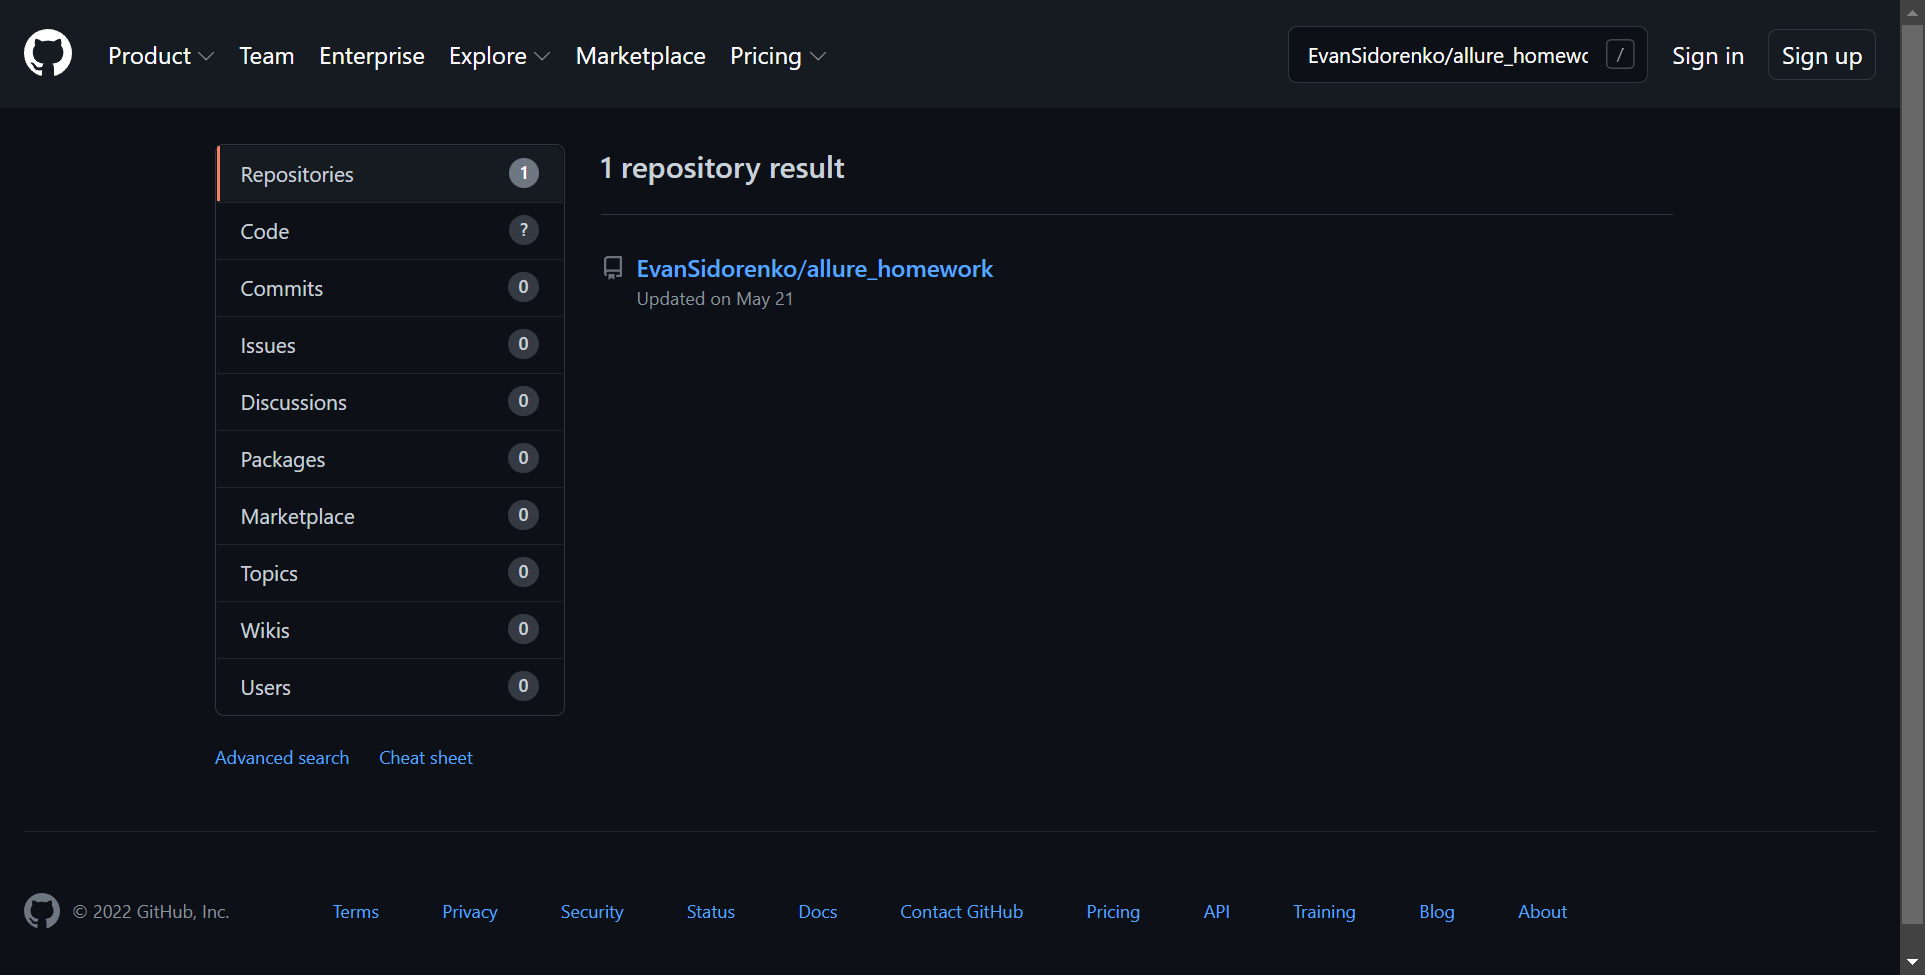 Product Team Enterprise Explore Marketplace Pricing EvanSidorenko/allure_homewo / Sign in Sign up
Repositories 1
Code ?
Commits 0
Issues 0
Discussions 0
Packages 0
Marketplace 0
Topics 0
Wikis 0
Users 0
Advanced search Cheat sheet
1 repository result
EvanSidorenko/allure_homework
Updated on May 21
© 2022 GitHub, Inc. Terms Privacy Security Status Docs Contact GitHub Pricing API Training Blog About